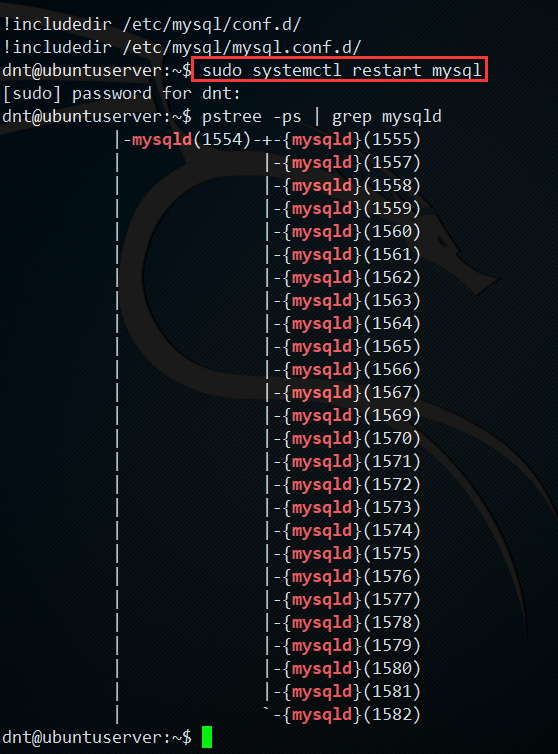 !includedir /etc/mysql/conf.d/
!includedir /etc/mysql/mysql.conf.d/
dnt@ubuntuserver:~$ sudo systemctl restart mysql
[sudo] password for dnt:
dnt@ubuntuserver:~$ pstree -ps | grep mysqld
           |-mysqld(1554)-+-{mysqld}(1555)
           |              |-{mysqld}(1557)
           |              |-{mysqld}(1558)
           |              |-{mysqld}(1559)
           |              |-{mysqld}(1560)
           |              |-{mysqld}(1561)
           |              |-{mysqld}(1562)
           |              |-{mysqld}(1563)
           |              |-{mysqld}(1564)
           |              |-{mysqld}(1565)
           |              |-{mysqld}(1566)
           |              |-{mysqld}(1567)
           |              |-{mysqld}(1569)
           |              |-{mysqld}(1570)
           |              |-{mysqld}(1571)
           |              |-{mysqld}(1572)
           |              |-{mysqld}(1573)
           |              |-{mysqld}(1574)
           |              |-{mysqld}(1575)
           |              |-{mysqld}(1576)
           |              |-{mysqld}(1577)
           |              |-{mysqld}(1578)
           |              |-{mysqld}(1579)
           |              |-{mysqld}(1580)
           |              |-{mysqld}(1581)
           |              `-{mysqld}(1582)
dnt@ubuntuserver:~$